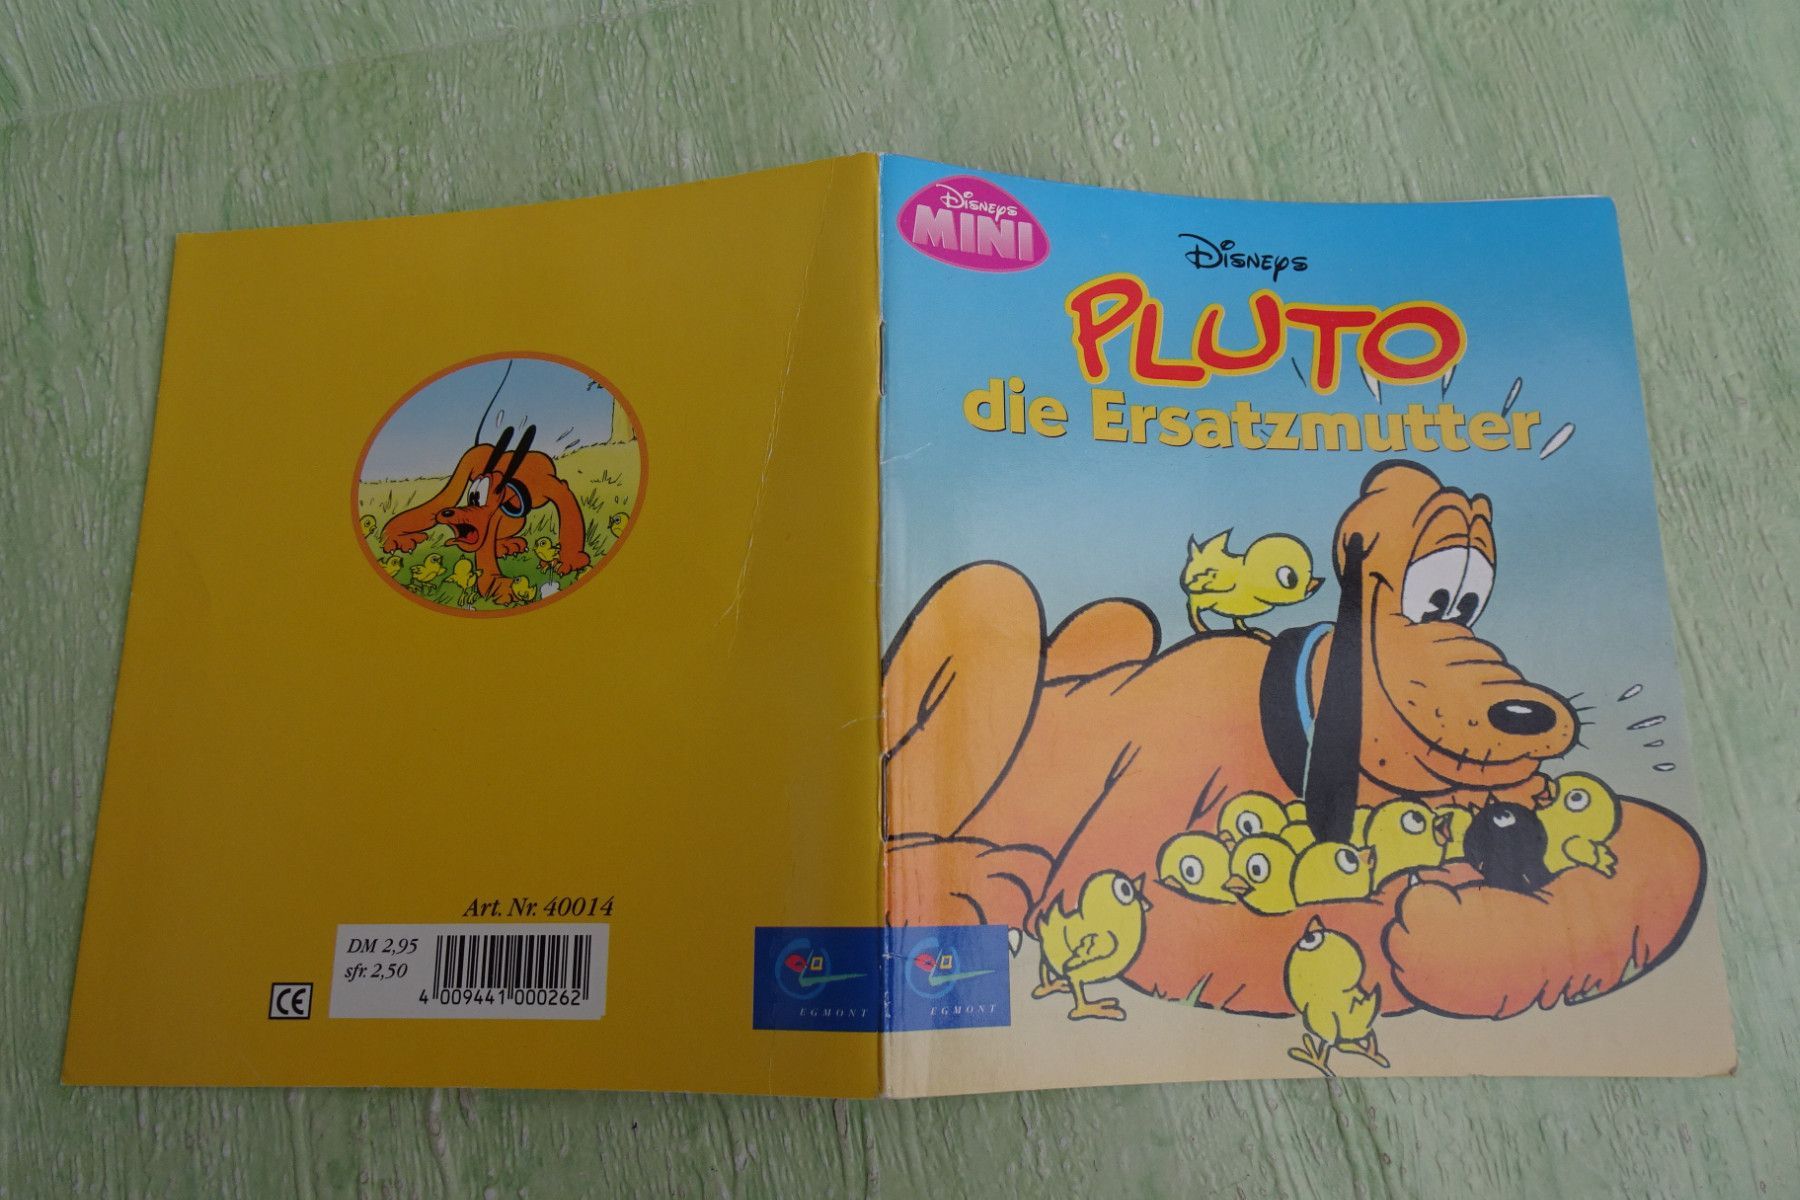 Art. Nr. 40014
DM 2,95
sfr. 2,50
4 009441 000262
CE
EGMONT
DISNEYS
MINI
DISNEYS
PLUTO
die Ersatzmutter
EGMONT